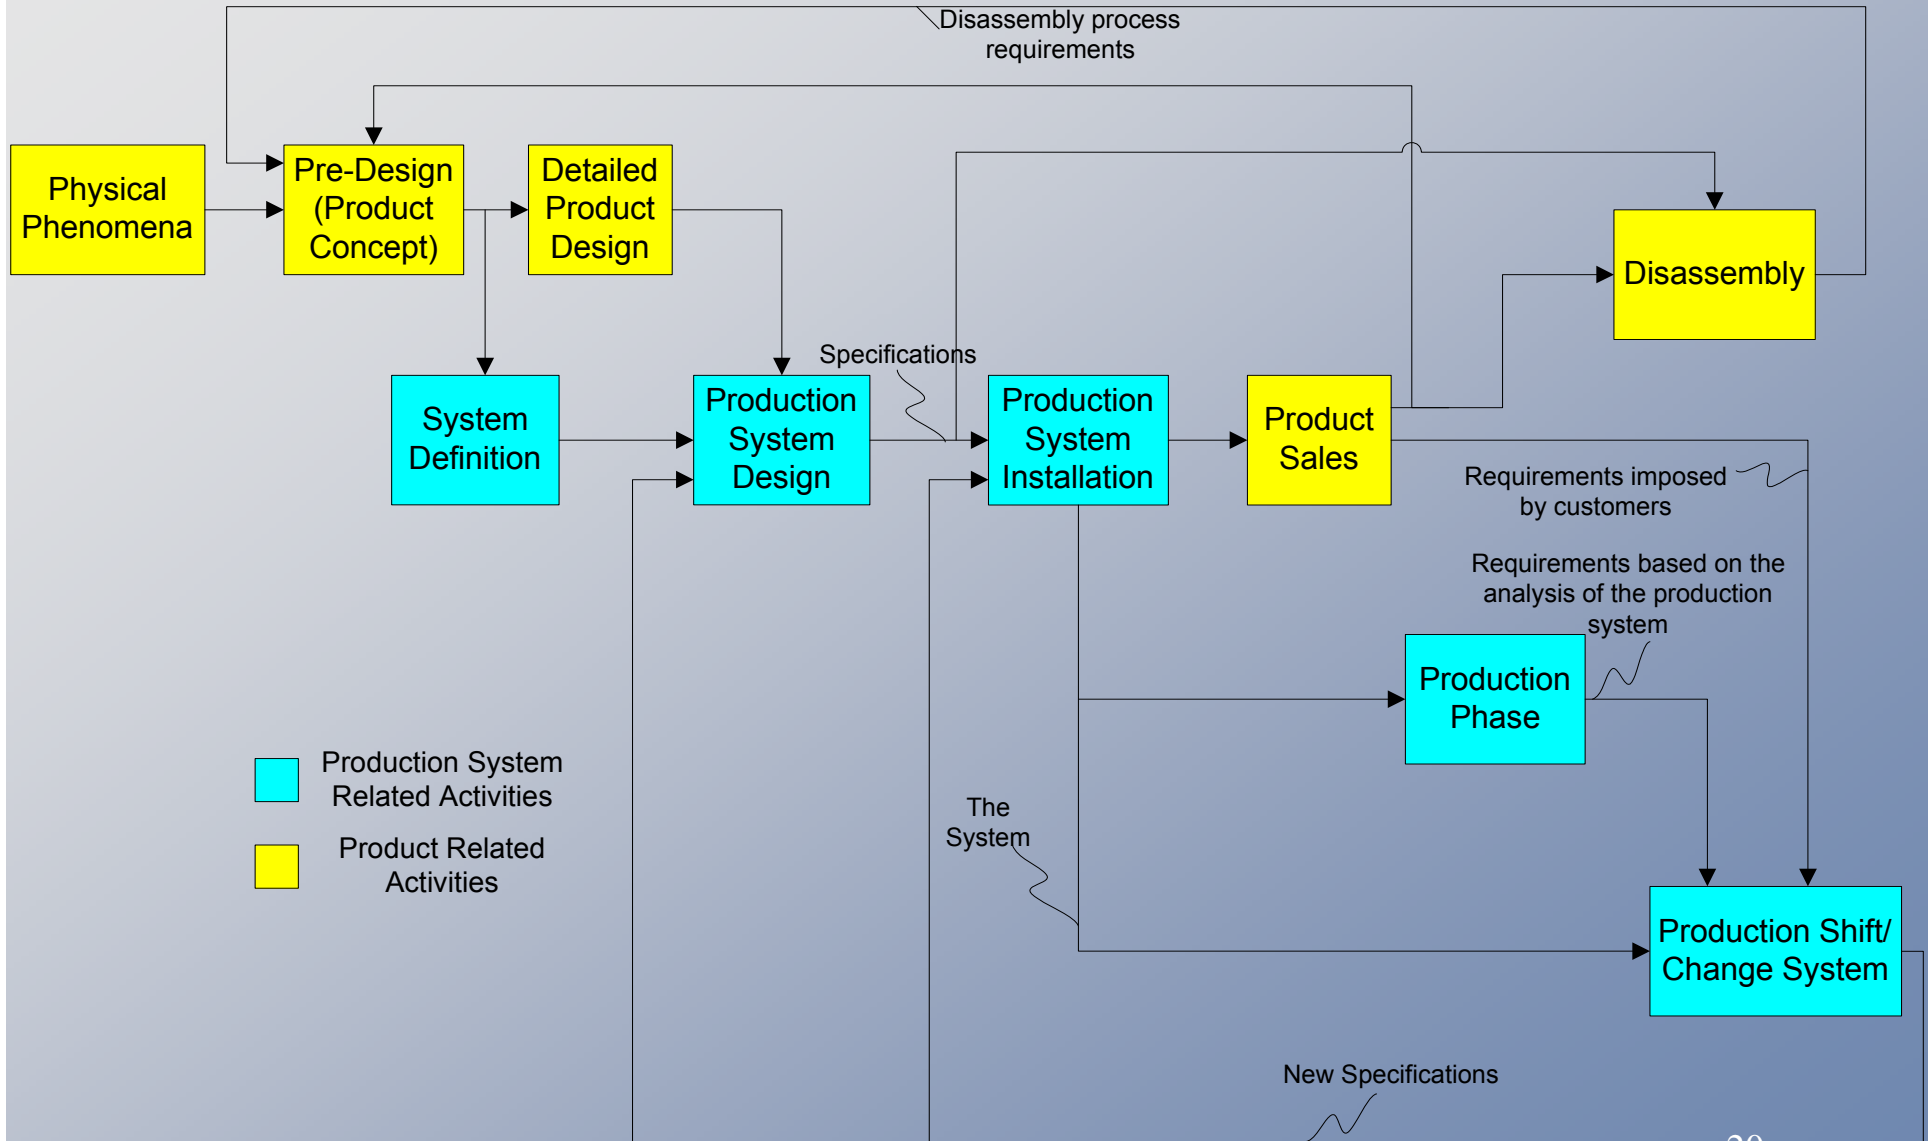 Disassembly process
requirements
Physical
Phenomena
Pre-Design
(Product
Concept)
Detailed
Product
Design
Disassembly
Specifications
System
Definition
Production
System
Design
Production
System
Installation
Product
Sales
Requirements imposed
by customers
Requirements based on the
analysis of the production
system
Production
Phase
Production System
Related Activities
Product Related
Activities
The
System
Production Shift/
Change System
New Specifications